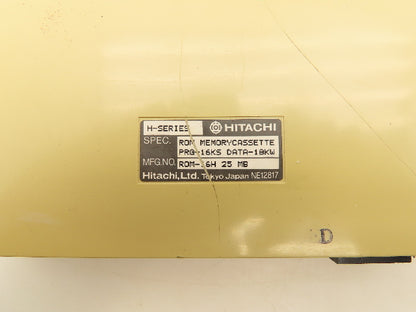 H-SERIES HITACHI
SPEC. ROM MEMORYCASSETTE
PRG-16KS DATA-18KW
MFG.NO. ROM-16H 25 MB
Hitachi,Ltd. Tokyo Japan NE12817
D